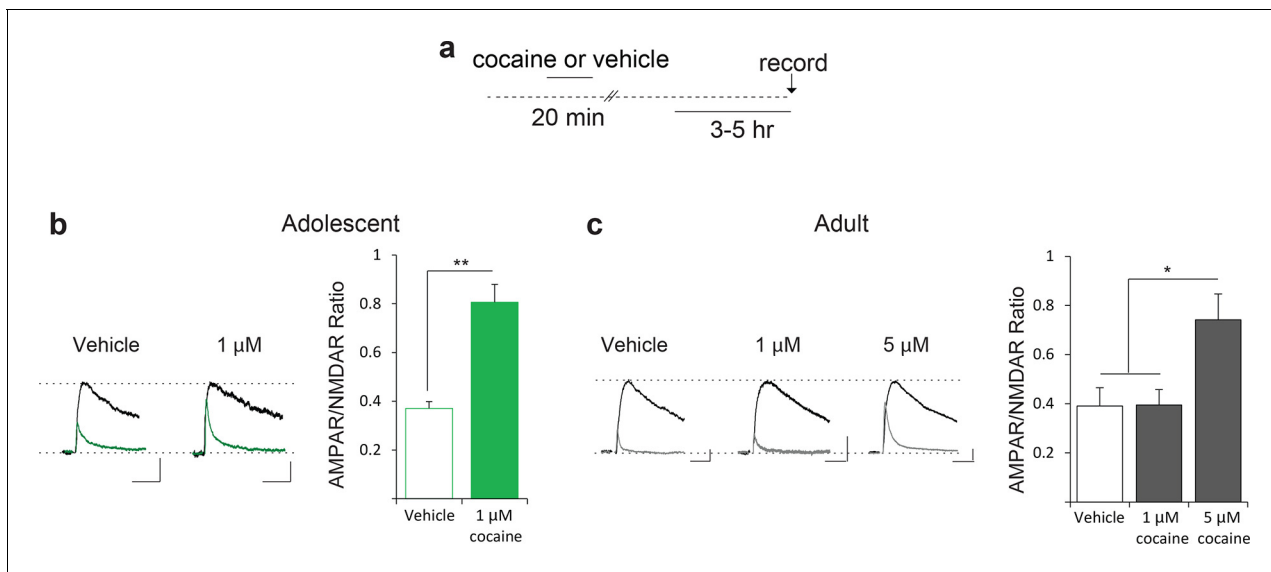 a
cocaine or vehicle
record
20 min
3-5 hr
b
Adolescent
Vehicle
1 µM
AMPAR/NMDAR Ratio
1
0.8
0.6
0.4
0.2
**
Vehicle
1 µM
cocaine
c
Adult
Vehicle
1 µM
5 µM
AMPAR/NMDAR Ratio
1
0.8
0.6
0.4
0.2
*
Vehicle
1 µM
cocaine
5 µM
cocaine